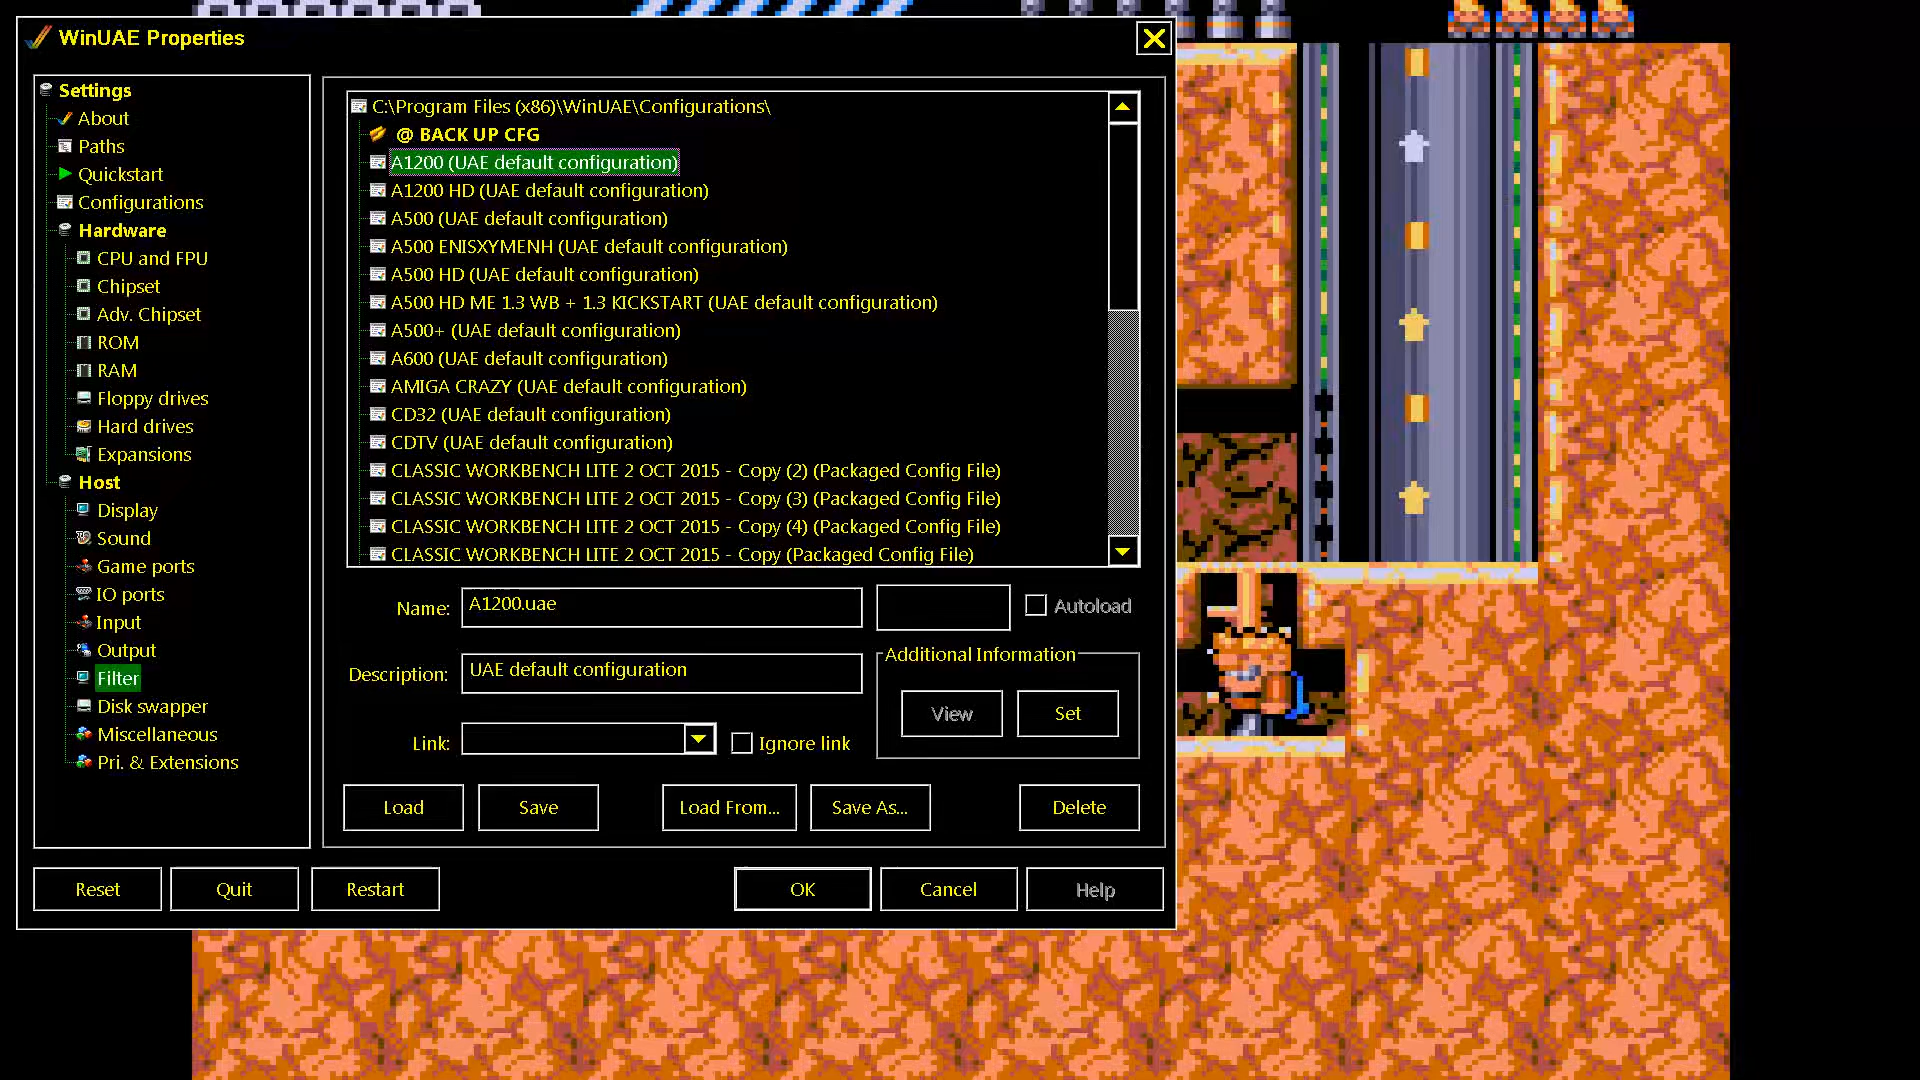 WinUAE Properties
Settings
About
Paths
Quickstart
Configurations
Hardware
CPU and FPU
Chipset
Adv. Chipset
ROM
RAM
Floppy drives
Hard drives
Expansions
Host
Display
Sound
Game ports
IO ports
Input
Output
Filter
Disk swapper
Miscellaneous
Pri. & Extensions
C:\Program Files (x86)\WinUAE\Configurations\
@ BACK UP CFG
A1200 (UAE default configuration)
A1200 HD (UAE default configuration)
A500 (UAE default configuration)
A500 ENISXYMENH (UAE default configuration)
A500 HD (UAE default configuration)
A500 HD ME 1.3 WB + 1.3 KICKSTART (UAE default configuration)
A500+ (UAE default configuration)
A600 (UAE default configuration)
AMIGA CRAZY (UAE default configuration)
CD32 (UAE default configuration)
CDTV (UAE default configuration)
CLASSIC WORKBENCH LITE 2 OCT 2015 - Copy (2) (Packaged Config File)
CLASSIC WORKBENCH LITE 2 OCT 2015 - Copy (3) (Packaged Config File)
CLASSIC WORKBENCH LITE 2 OCT 2015 - Copy (4) (Packaged Config File)
CLASSIC WORKBENCH LITE 2 OCT 2015 - Copy (Packaged Config File)
Name: A1200.uae
Autoload
Description: UAE default configuration
Additional Information
View Set
Link:
Ignore link
Load Save Load From... Save As... Delete
Reset Quit Restart OK Cancel Help